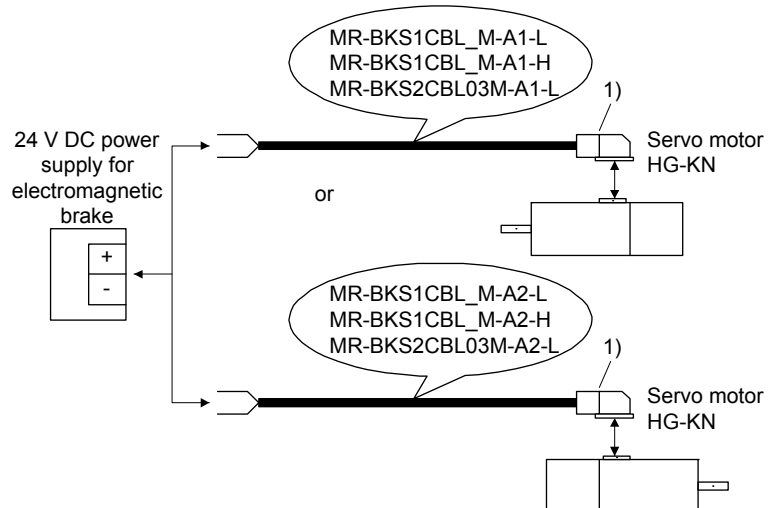 MR-BKS1CBL_M-A1-L
MR-BKS1CBL_M-A1-H
MR-BKS2CBL03M-A1-L
1)
24 V DC power
supply for
electromagnetic
brake
Servo motor
HG-KN
or
+
-
MR-BKS1CBL_M-A2-L
MR-BKS1CBL_M-A2-H
MR-BKS2CBL03M-A2-L
1)
Servo motor
HG-KN